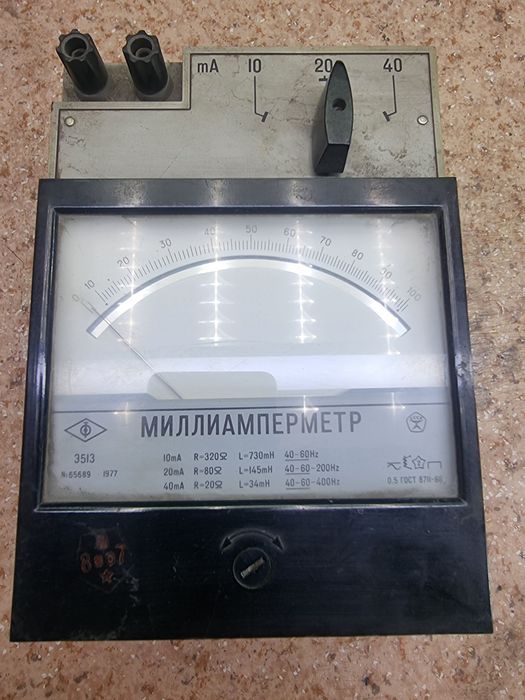 mA 10 20 40
0 10 20 30 40 50 60 70 80 90 100
МИЛЛИАМПЕРМЕТР
Э513
№65689 1977
10mA R=320Ω L=730mH 40-60Hz
20mA R=80Ω L=145mH 40-60-200Hz
40mA R=20Ω L=34mH 40-60-400Hz
0.5 ГОСТ 8711-60
8997